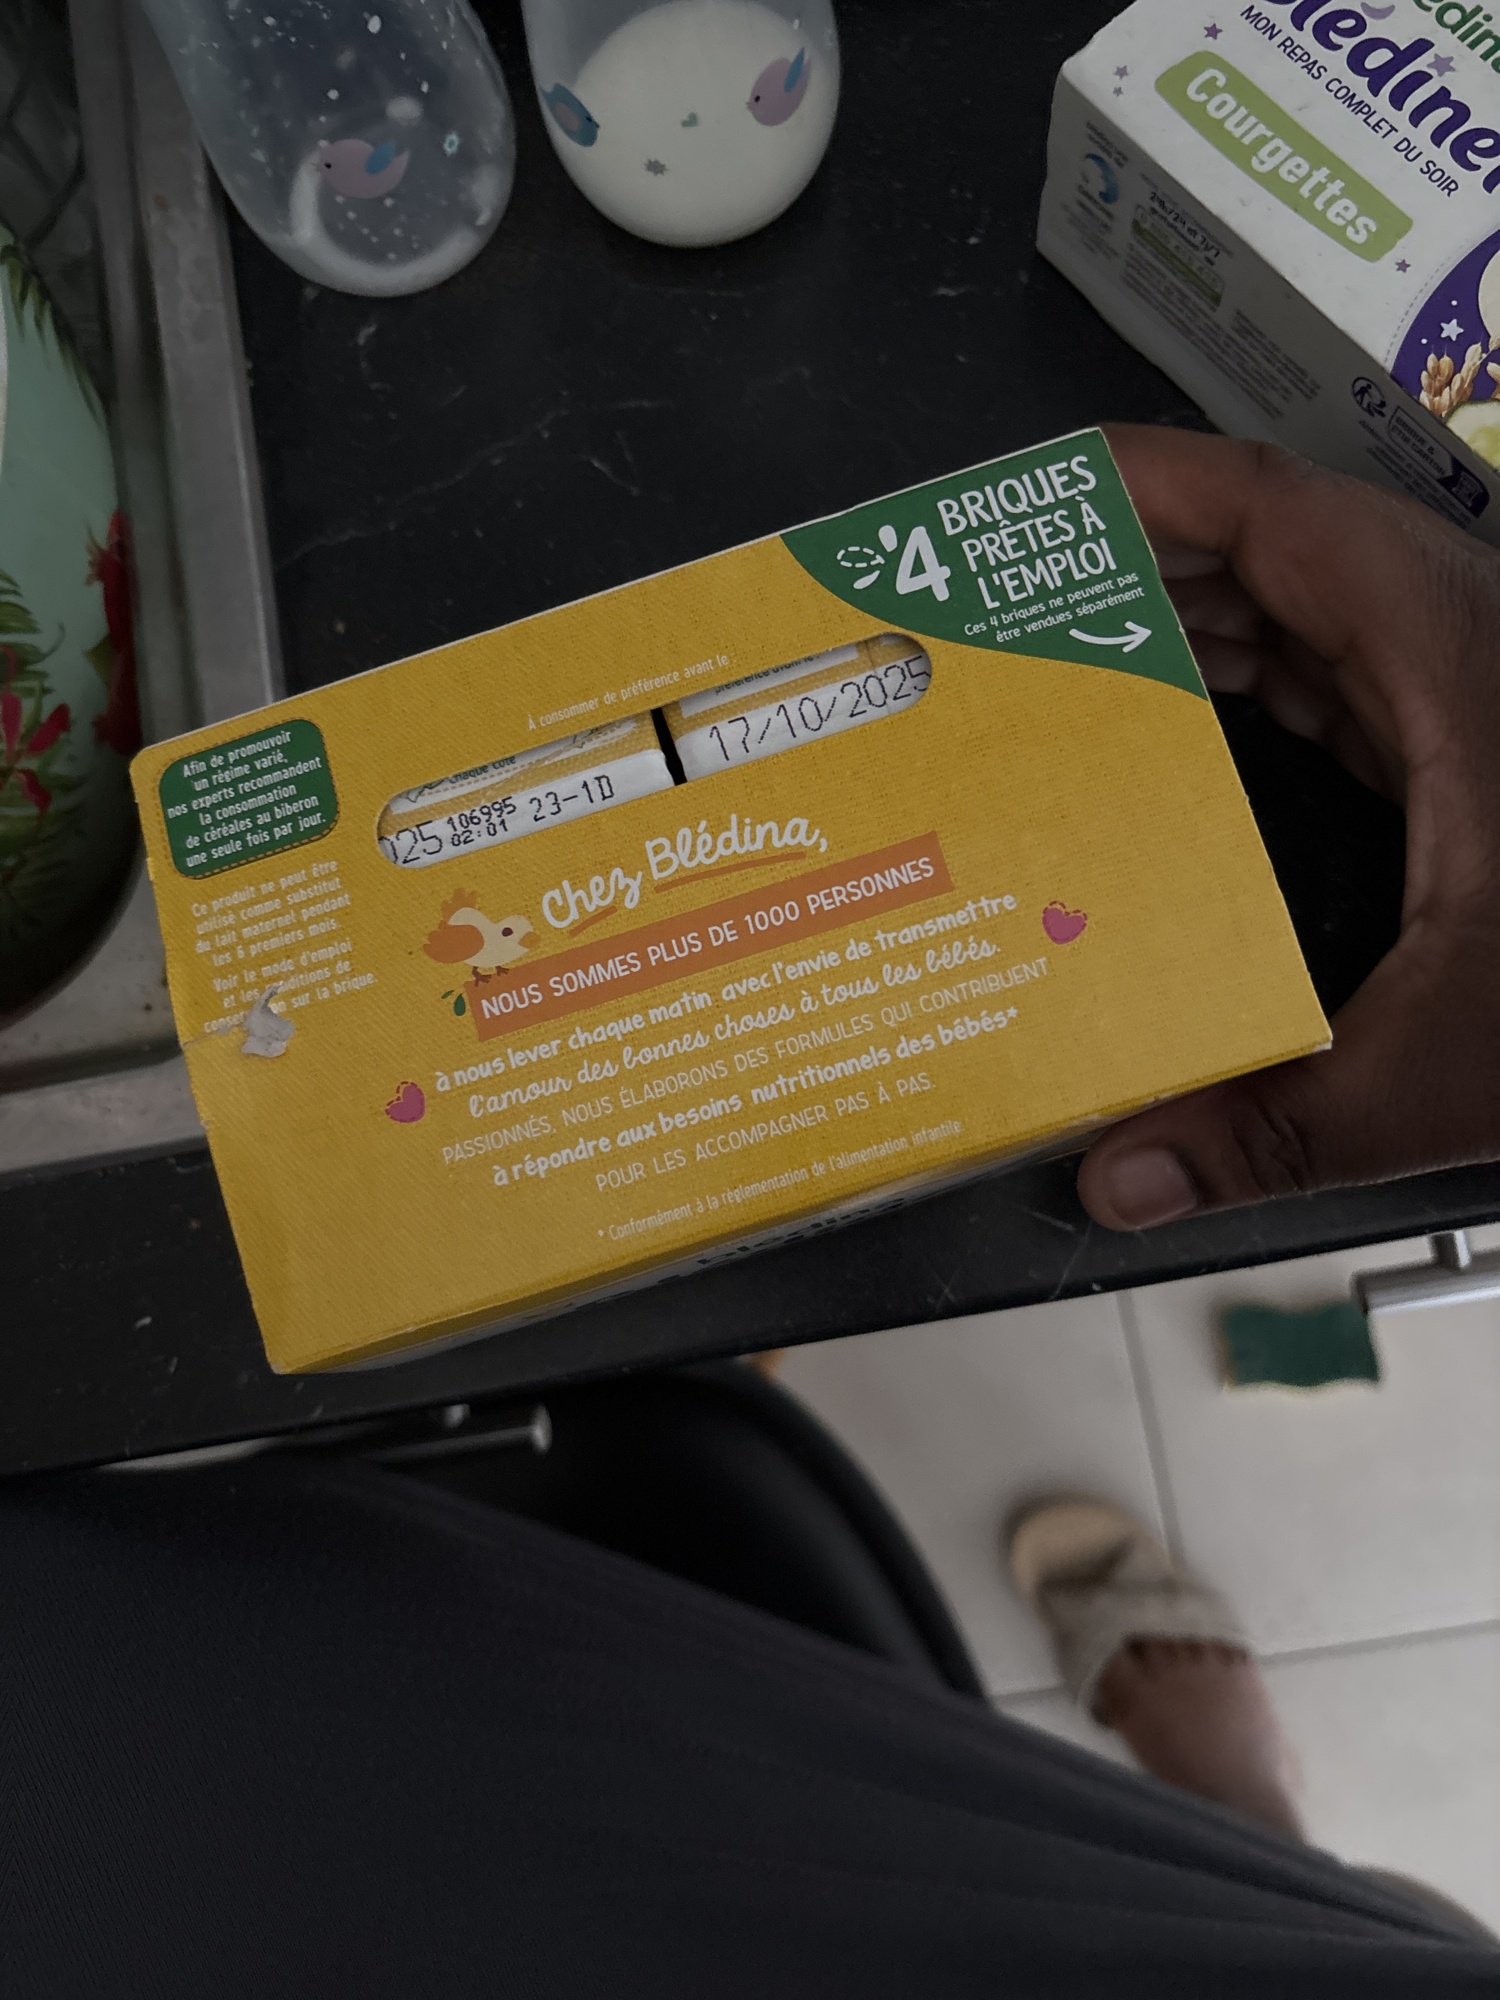 lédine
MON REPAS COMPLET DU SOIR
Courgettes
4 BRIQUES
PRÊTES À
L'EMPLOI
Ces 4 briques ne peuvent pas
être vendues séparément
À consommer de préférence avant le
17/10/2025
chaque côté
025 106995 23-1D
02:01
Afin de promouvoir
un régime varié,
nos experts recommandent
la consommation
de céréales au biberon
une seule fois par jour.
Ce produit ne peut être
utilisé comme substitut
du lait maternel pendant
les 6 premiers mois.
Voir le mode d'emploi
et les
sur la brique.
Chez Blédina,
NOUS SOMMES PLUS DE 1000 PERSONNES
à nous lever chaque matin avec l'envie de transmettre
l'amour des bonnes choses à tous les bébés.
PASSIONNÉS, NOUS ÉLABORONS DES FORMULES QUI CONTRIBUENT
à répondre aux besoins nutritionnels des bébés*
POUR LES ACCOMPAGNER PAS À PAS.
* Conformément à la réglementation de l'alimentation infantile.